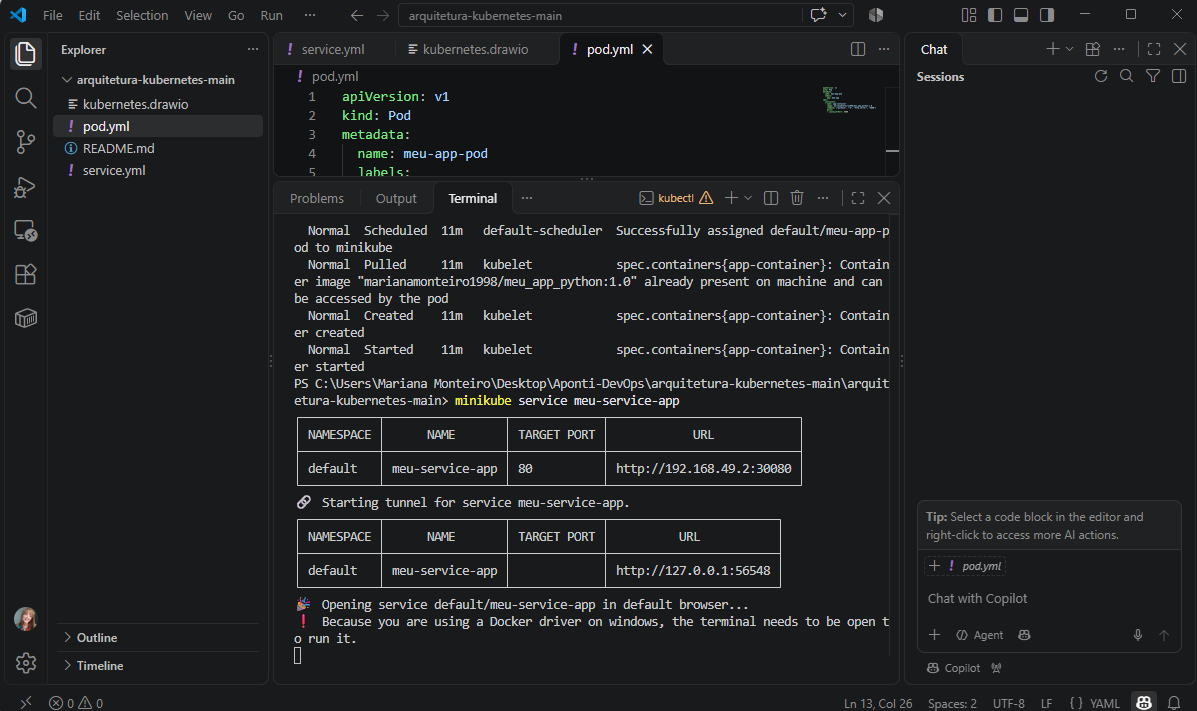 File Edit Selection View Go Run ··· arquitetura-kubernetes-main
Explorer ···
arquitetura-kubernetes-main
kubernetes.drawio
! pod.yml
README.md
! service.yml
Outline
Timeline
! service.yml kubernetes.drawio ! pod.yml
! pod.yml
1 apiVersion: v1
2 kind: Pod
3 metadata:
4 name: meu-app-pod
5 labels:
Problems Output Terminal ··· kubectl
Normal Scheduled 11m default-scheduler Successfully assigned default/meu-app-p
od to minikube
Normal Pulled 11m kubelet spec.containers{app-container}: Contain
er image "marianamonteiro1998/meu_app_python:1.0" already present on machine and can
be accessed by the pod
Normal Created 11m kubelet spec.containers{app-container}: Contain
er created
Normal Started 11m kubelet spec.containers{app-container}: Contain
er started
PS C:\Users\Mariana Monteiro\Desktop\Aponti-DevOps\arquitetura-kubernetes-main\arquit
etura-kubernetes-main> minikube service meu-service-app
NAMESPACE NAME TARGET PORT URL
default meu-service-app 80 http://192.168.49.2:30080
Starting tunnel for service meu-service-app.
NAMESPACE NAME TARGET PORT URL
default meu-service-app http://127.0.0.1:56548
Opening service default/meu-service-app in default browser...
! Because you are using a Docker driver on windows, the terminal needs to be open t
o run it.
Chat
Sessions
Tip: Select a code block in the editor and
right-click to access more AI actions.
+ ! pod.yml
Chat with Copilot
Agent
Copilot
0 0 Ln 13, Col 26 Spaces: 2 UTF-8 LF { } YAML